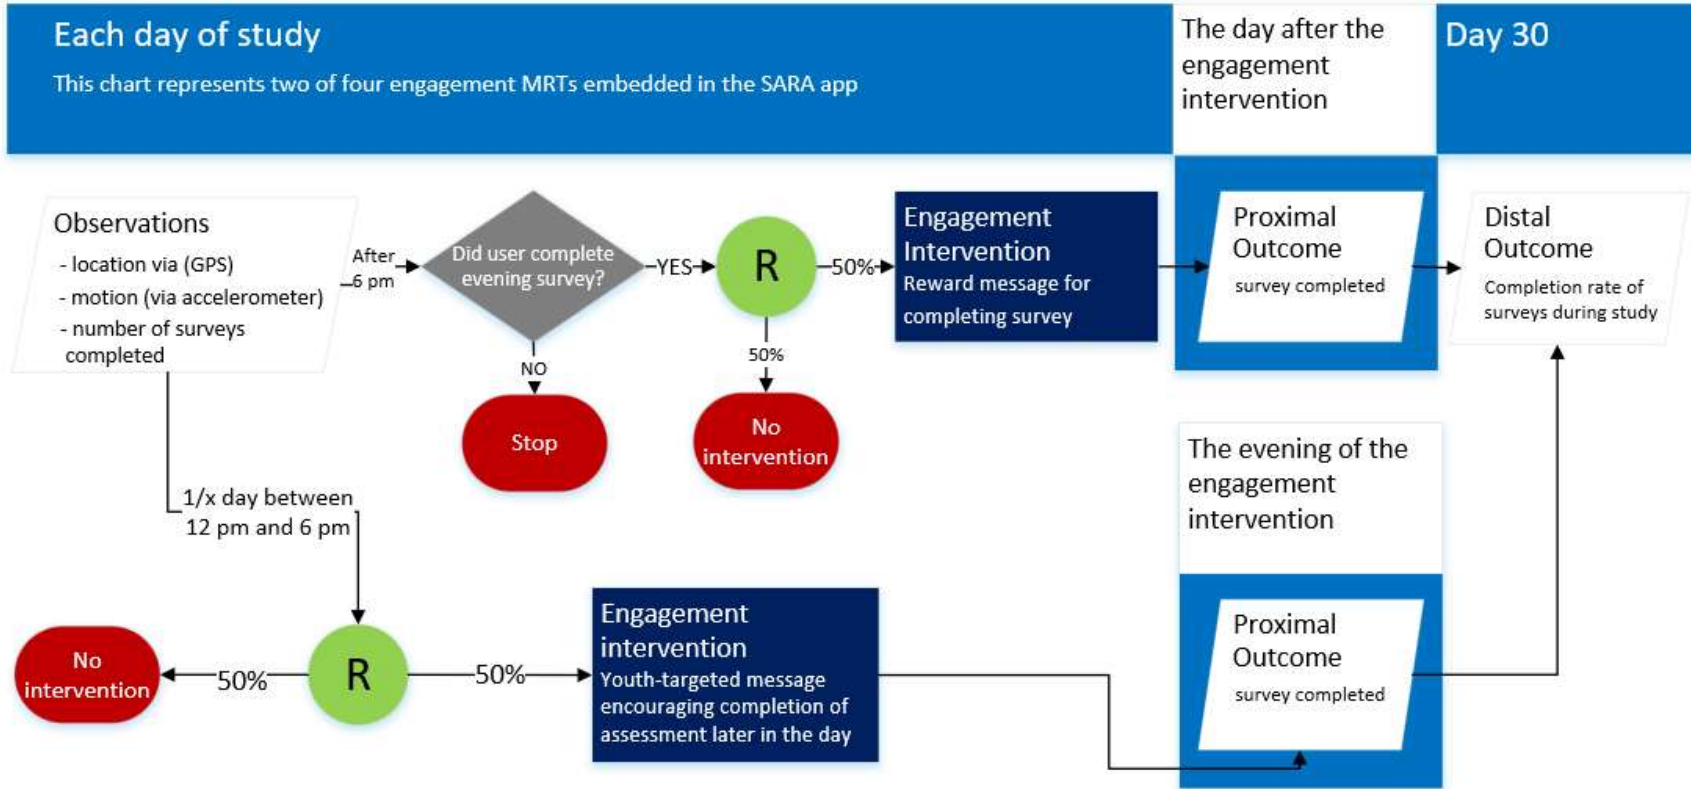 Each day of study
This chart represents two of four engagement MRTs embedded in the SARA app
The day after the
engagement
intervention
Day 30
Observations
- location via (GPS)
- motion (via accelerometer)
- number of surveys
completed
After
6 pm
Did user complete
evening survey?
YES
R
50%
Engagement
Intervention
Reward message for
completing survey
Proximal
Outcome
survey completed
Distal
Outcome
Completion rate of
surveys during study
NO
Stop
50%
No
intervention
The evening of the
engagement
intervention
1/x day between
12 pm and 6 pm
No
intervention
50%
R
50%
Engagement
intervention
Youth-targeted message
encouraging completion of
assessment later in the day
Proximal
Outcome
survey completed